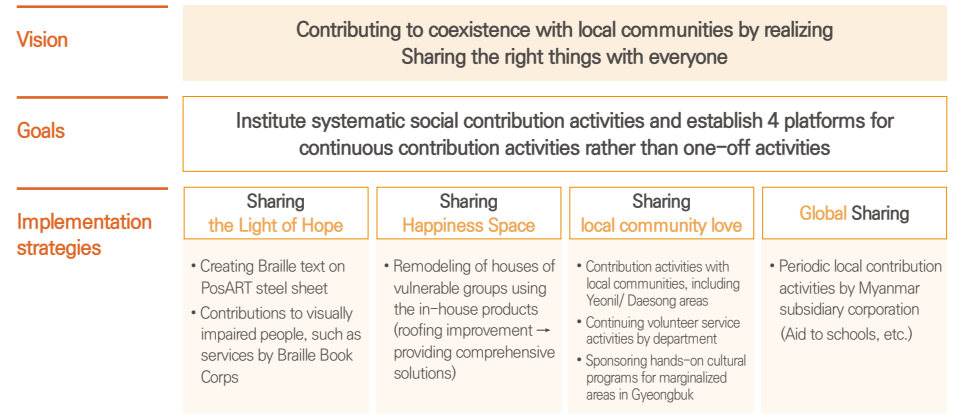 Vision
Contributing to coexistence with local communities by realizing
Sharing the right things with everyone
Goals
Institute systematic social contribution activities and establish 4 platforms for
continuous contribution activities rather than one-off activities
Implementation
strategies
Sharing
the Light of Hope
• Creating Braille text on
PosART steel sheet
• Contributions to visually
impaired people, such as
services by Braille Book
Corps
Sharing
Happiness Space
• Remodeling of houses of
vulnerable groups using
the in-house products
(roofing improvement →
providing comprehensive
solutions)
Sharing
local community love
• Contribution activities with
local communities, including
Yeonil/ Daesong areas
• Continuing volunteer service
activities by department
• Sponsoring hands-on cultural
programs for marginalized
areas in Gyeongbuk
Global Sharing
• Periodic local contribution
activities by Myanmar
subsidiary corporation
(Aid to schools, etc.)